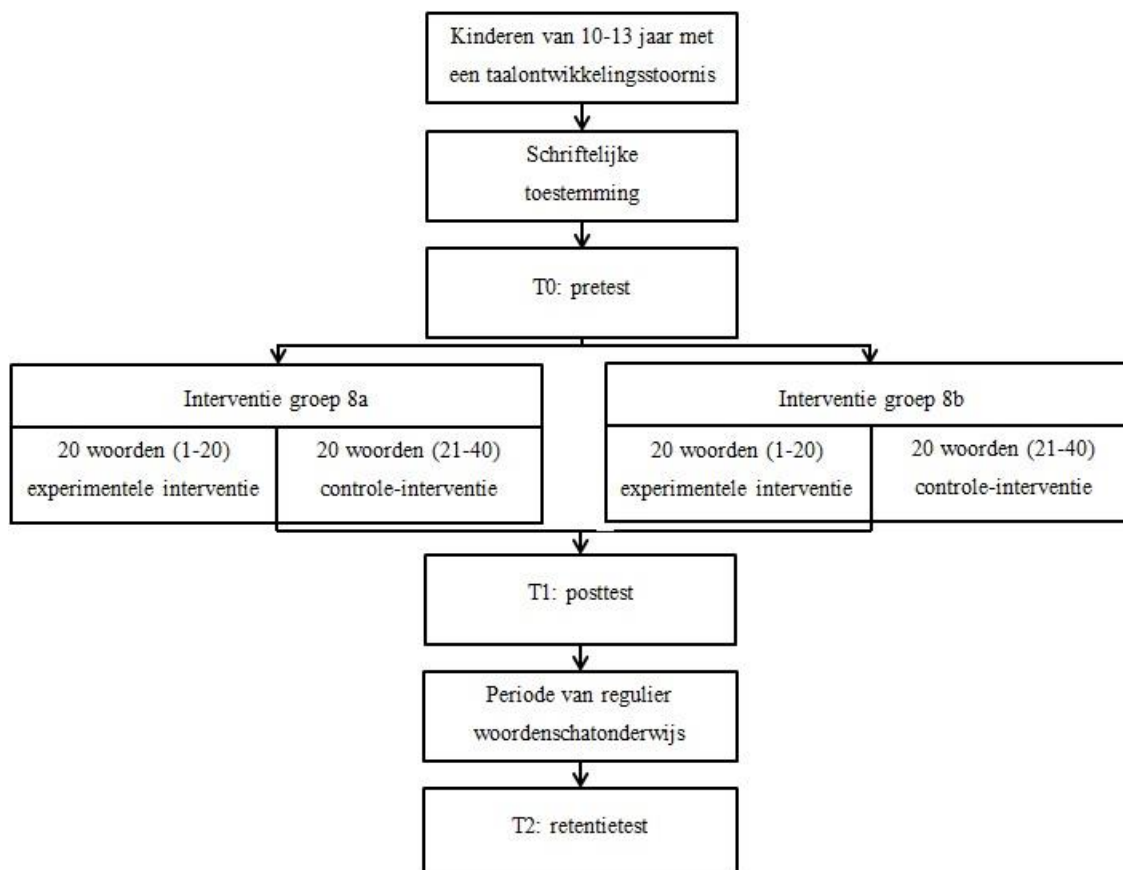 Kinderen van 10-13 jaar met
een taalontwikkelingsstoornis
Schriftelijke
toestemming
T0: pretest
Interventie groep 8a
20 woorden (1-20)
experimentele interventie
20 woorden (21-40)
controle-interventie
Interventie groep 8b
20 woorden (1-20)
experimentele interventie
20 woorden (21-40)
controle-interventie
T1: posttest
Periode van regulier
woordenschatonderwijs
T2: retentietest